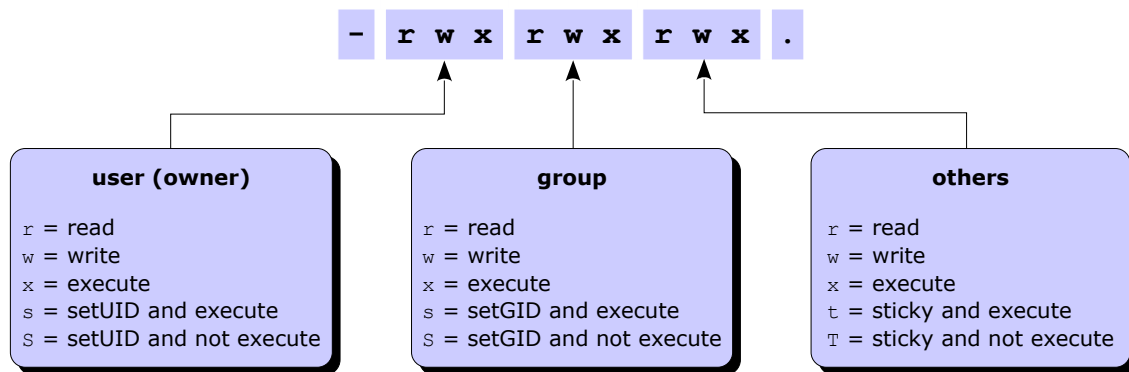 - r w x r w x r w x .
user (owner)
r = read
w = write
x = execute
s = setUID and execute
S = setUID and not execute
group
r = read
w = write
x = execute
s = setGID and execute
S = setGID and not execute
others
r = read
w = write
x = execute
t = sticky and execute
T = sticky and not execute